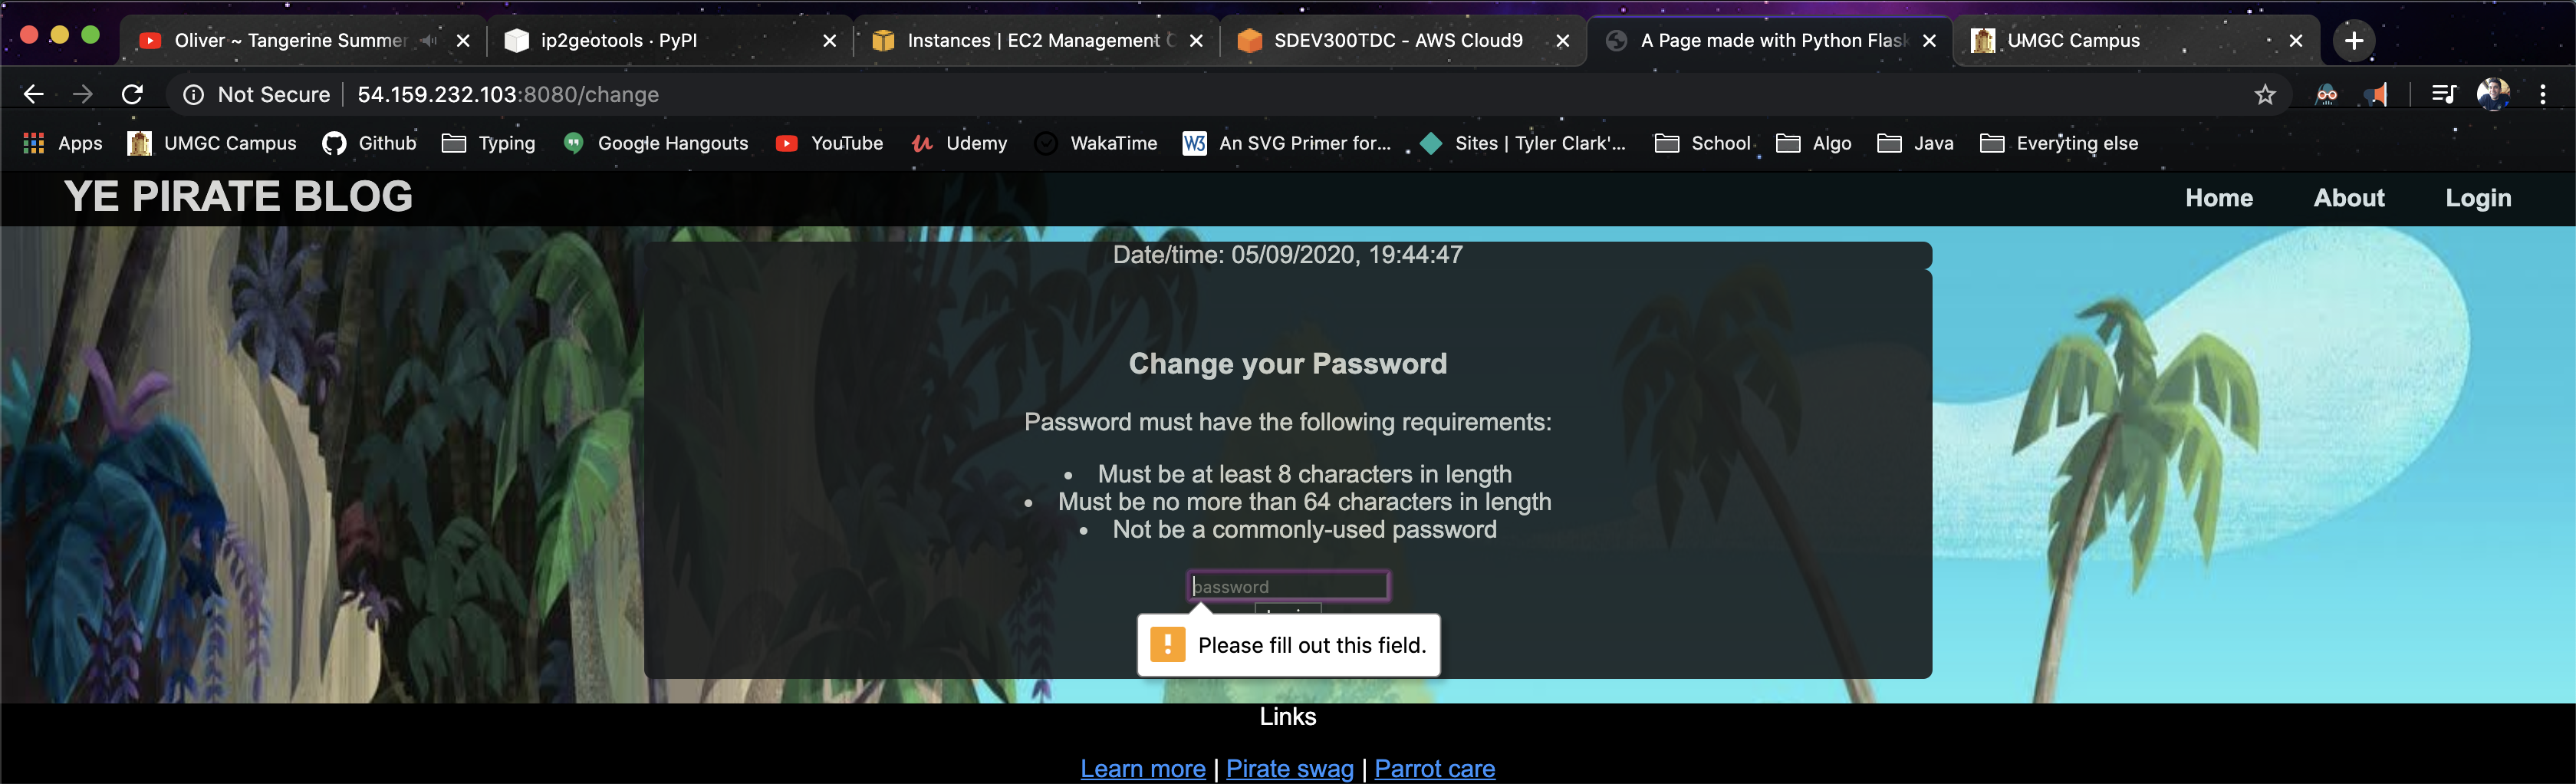 Oliver ~ Tangerine Summer
ip2geotools · PyPI
Instances | EC2 Management C
SDEV300TDC - AWS Cloud9
A Page made with Python Flask
UMGC Campus
Not Secure | 54.159.232.103:8080/change
Apps UMGC Campus Github Typing Google Hangouts YouTube Udemy WakaTime W3 An SVG Primer for... Sites | Tyler Clark'... School Algo Java Everyting else
YE PIRATE BLOG Home About Login
Date/time: 05/09/2020, 19:44:47
Change your Password
Password must have the following requirements:
• Must be at least 8 characters in length
• Must be no more than 64 characters in length
• Not be a commonly-used password
password
Please fill out this field.
Links
Learn more | Pirate swag | Parrot care